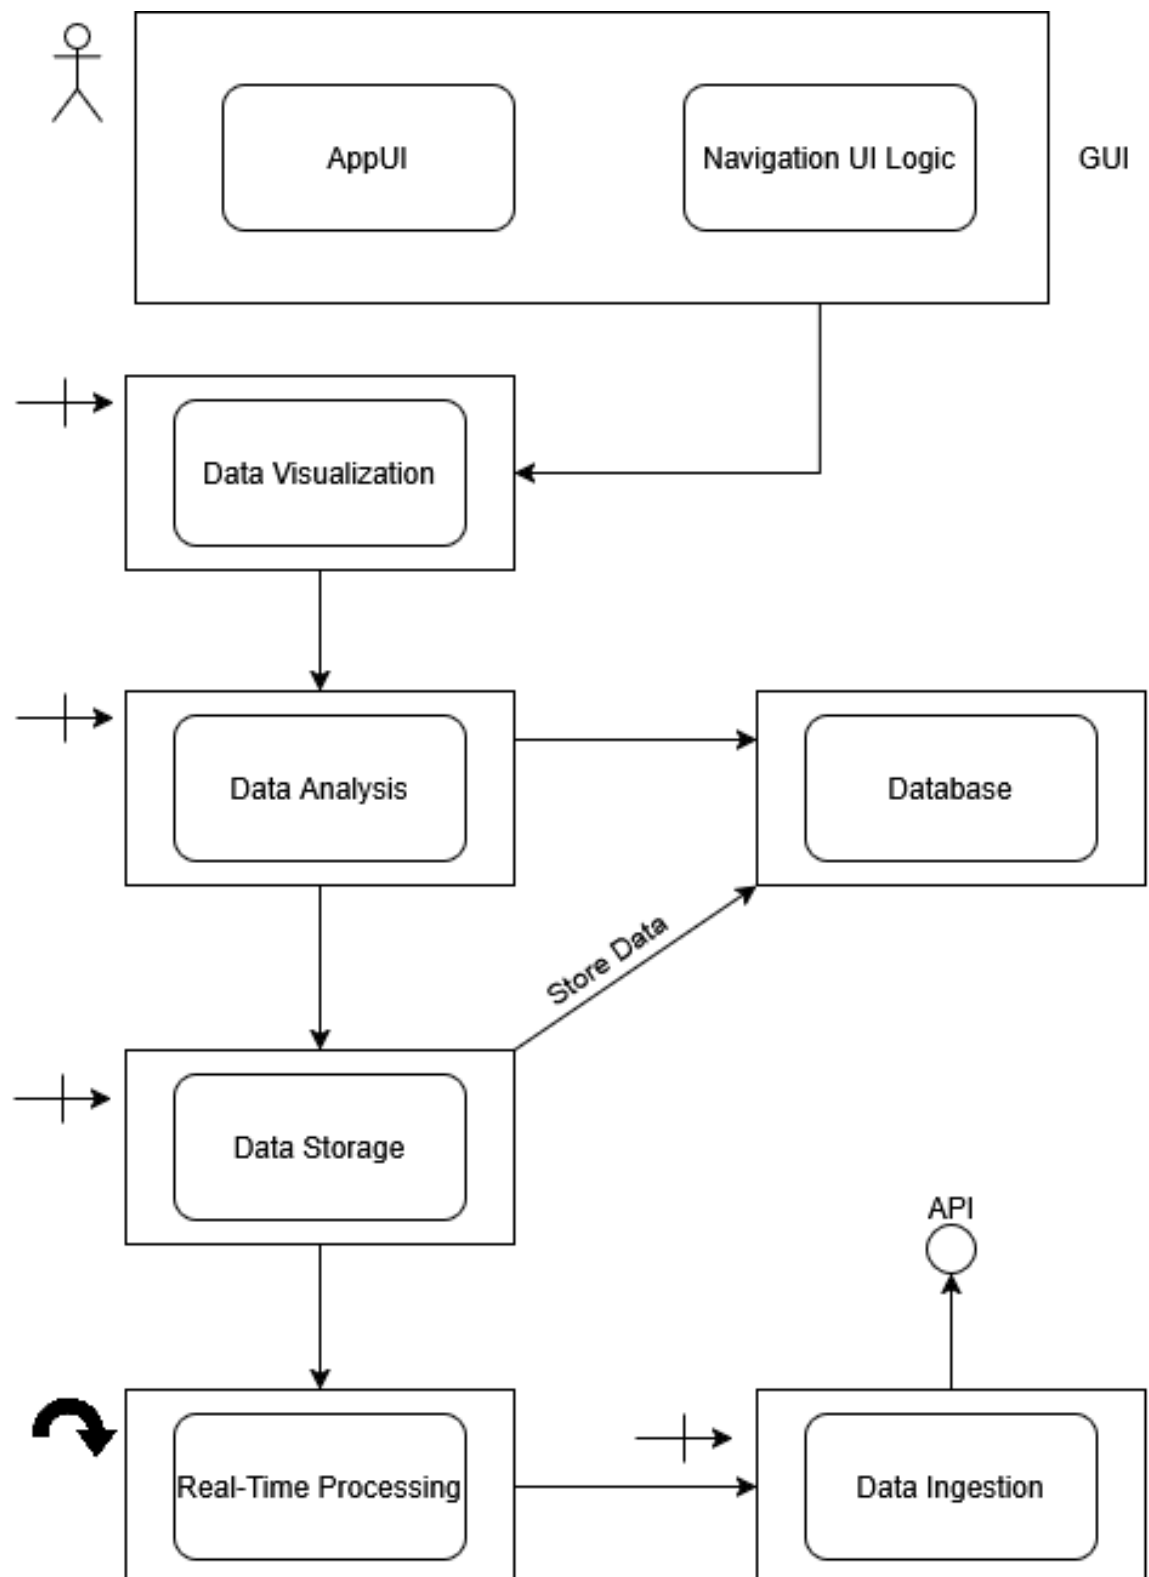 AppUI
Navigation UI Logic
GUI
Data Visualization
Data Analysis
Database
Store Data
Data Storage
API
Real-Time Processing
Data Ingestion